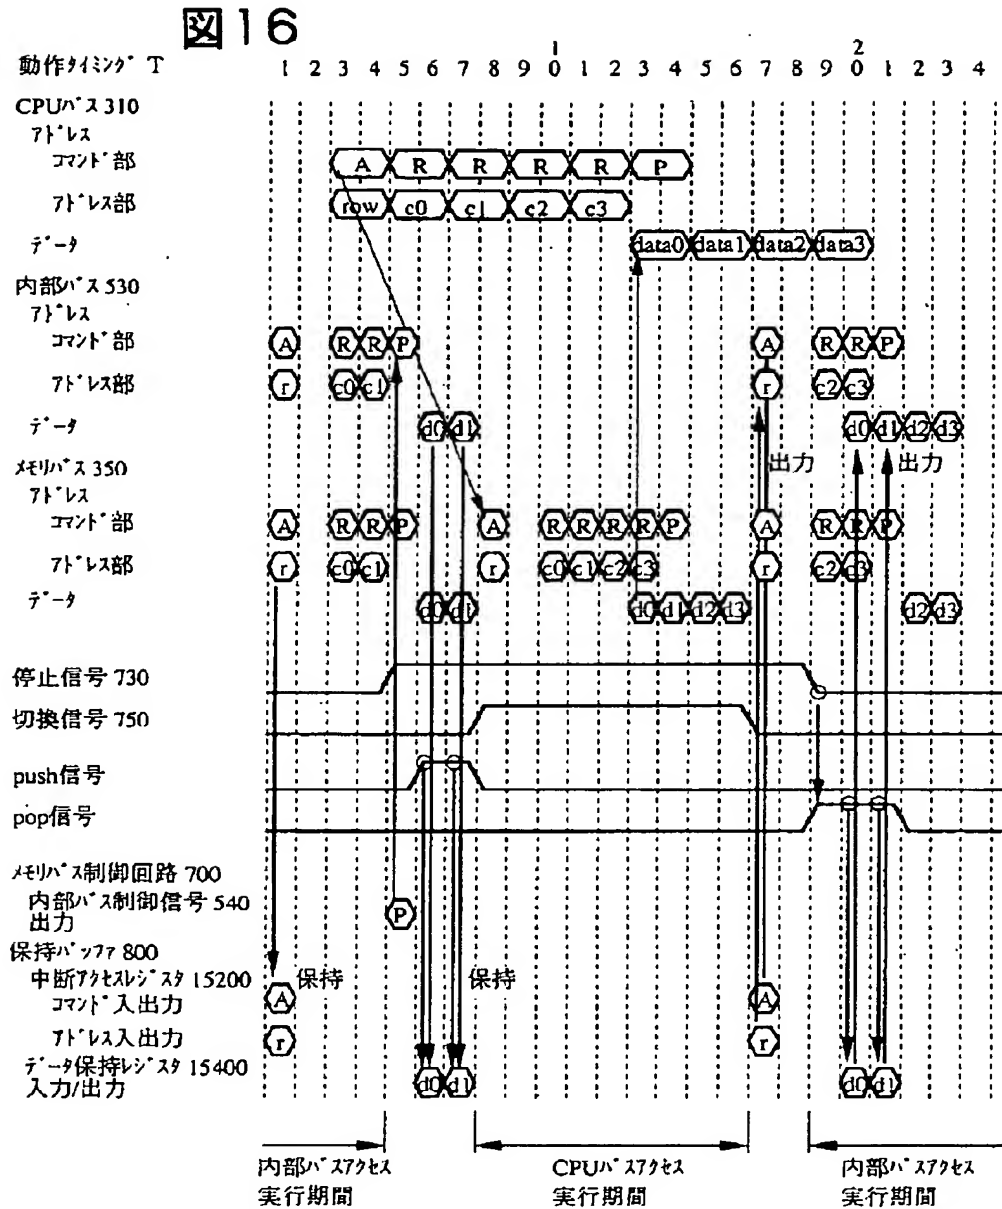 図16
動作タイミング T 1 2 3 4 5 6 7 8 9 10 1 2 3 4 5 6 7 8 9 20 1 2 3 4
CPUバス 310
アドレス
コマンド部 A R R R R P
アドレス部 row c0 c1 c2 c3
データ data0 data1 data2 data3
内部バス 530
アドレス
コマンド部 A R R P A R R P
アドレス部 r c0 c1 r c2 c3
データ d0 d1 d0 d1 d2 d3
メモリバス 350 出力 出力
アドレス
コマンド部 A R R P A R R R R P A R R P
アドレス部 r c0 c1 r c0 c1 c2 c3 r c2 c3
データ d0 d1 d0 d1 d2 d3 d2 d3
停止信号 730
切換信号 750
push信号
pop信号
メモリバス制御回路 700
内部バス制御信号 540
出力 P
保持バッファ 800
中断アクセスレジスタ 15200 保持 保持
コマンド入出力 A A
アドレス入出力 r r
データ保持レジスタ 15400
入力/出力 d0 d1 d0 d1
内部バスアクセス CPUバスアクセス 内部バスアクセス
実行期間 実行期間 実行期間